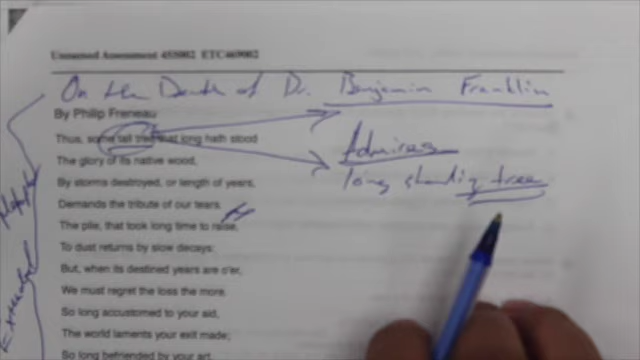 Unnamed Assessment 455002 ETC469002
On the Death of Dr. Benjamin Franklin
By Philip Freneau
Thus, some tall tree that long hath stood
Admires
The glory of its native wood,
long standing tree
By storms destroyed, or length of years,
Demands the tribute of our tears.
The pile, that took long time to raise,
To dust returns by slow decays:
But, when its destined years are o'er,
We must regret the loss the more.
So long accustomed to your aid,
The world laments your exit made;
So long befriended by your art,
Extended